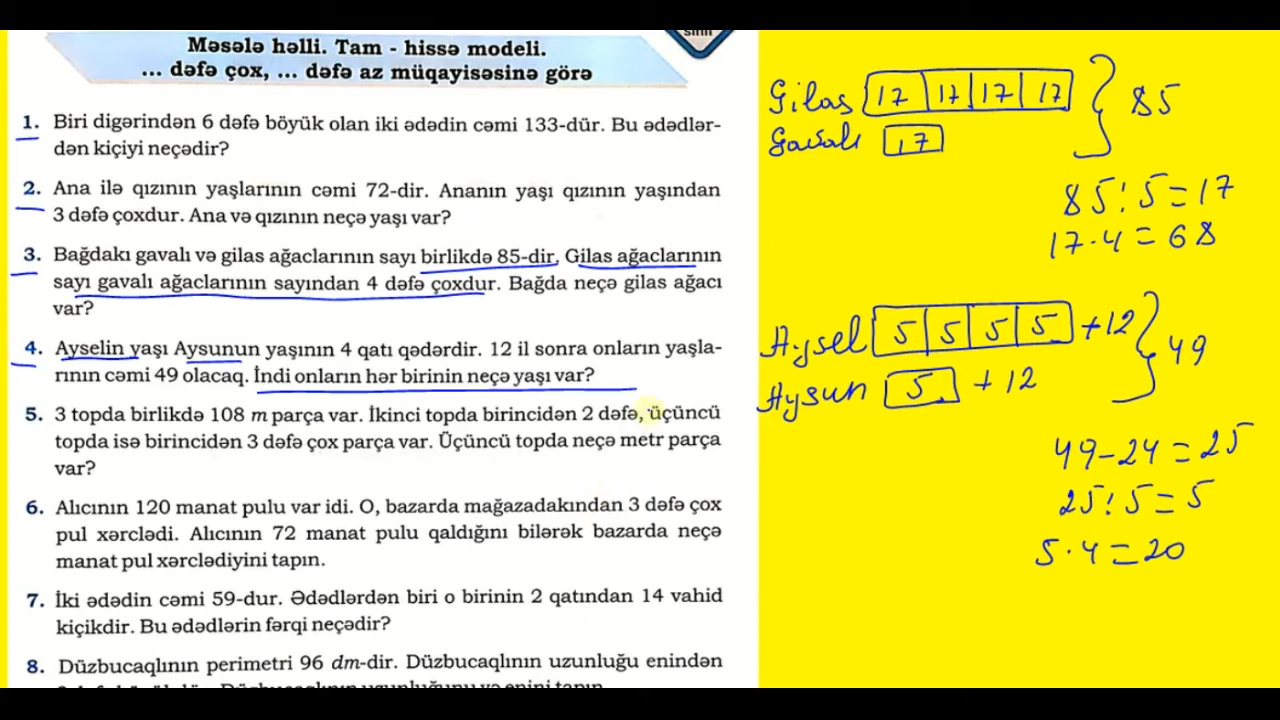 sinif
Məsələ həlli. Tam - hissə modeli.
... dəfə çox, ... dəfə az müqayisəsinə görə
1. Biri digərindən 6 dəfə böyük olan iki ədədin cəmi 133-dür. Bu ədədlər-
dən kiçiyi neçədir?
2. Ana ilə qızının yaşlarının cəmi 72-dir. Ananın yaşı qızının yaşından
3 dəfə çoxdur. Ana və qızının neçə yaşı var?
3. Bağdakı gavalı və gilas ağaclarının sayı birlikdə 85-dir. Gilas ağaclarının
sayı gavalı ağaclarının sayından 4 dəfə çoxdur. Bağda neçə gilas ağacı
var?
4. Ayselin yaşı Aysunun yaşının 4 qatı qədərdir. 12 il sonra onların yaşla-
rının cəmi 49 olacaq. İndi onların hər birinin neçə yaşı var?
5. 3 topda birlikdə 108 m parça var. İkinci topda birincidən 2 dəfə, üçüncü
topda isə birincidən 3 dəfə çox parça var. Üçüncü topda neçə metr parça
var?
6. Alıcının 120 manat pulu var idi. O, bazarda mağazadakından 3 dəfə çox
pul xərclədi. Alıcının 72 manat pulu qaldığını bilərək bazarda neçə
manat pul xərclədiyini tapın.
7. İki ədədin cəmi 59-dur. Ədədlərdən biri o birinin 2 qatından 14 vahid
kiçikdir. Bu ədədlərin fərqi neçədir?
8. Düzbucaqlının perimetri 96 dm-dir. Düzbucaqlının uzunluğu enindən
Gilas 17 17 17 17 85
Gavalı 17
85:5=17
17·4=68
Aysel 5 5 5 5 +12 49
Aysun 5 +12
49-24=25
25:5=5
5·4=20